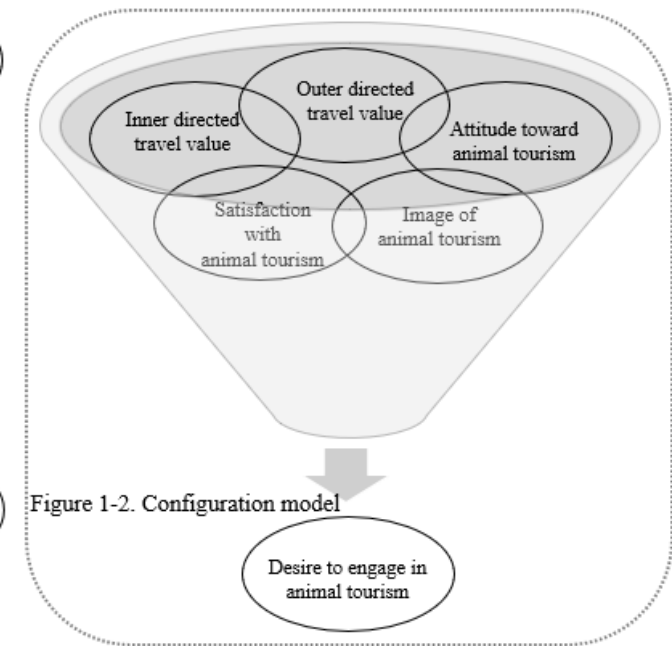 Outer directed
travel value
Inner directed
travel value
Attitude toward
animal tourism
Satisfaction
with
animal tourism
Image of
animal tourism
Figure 1-2. Configuration model
Desire to engage in
animal tourism